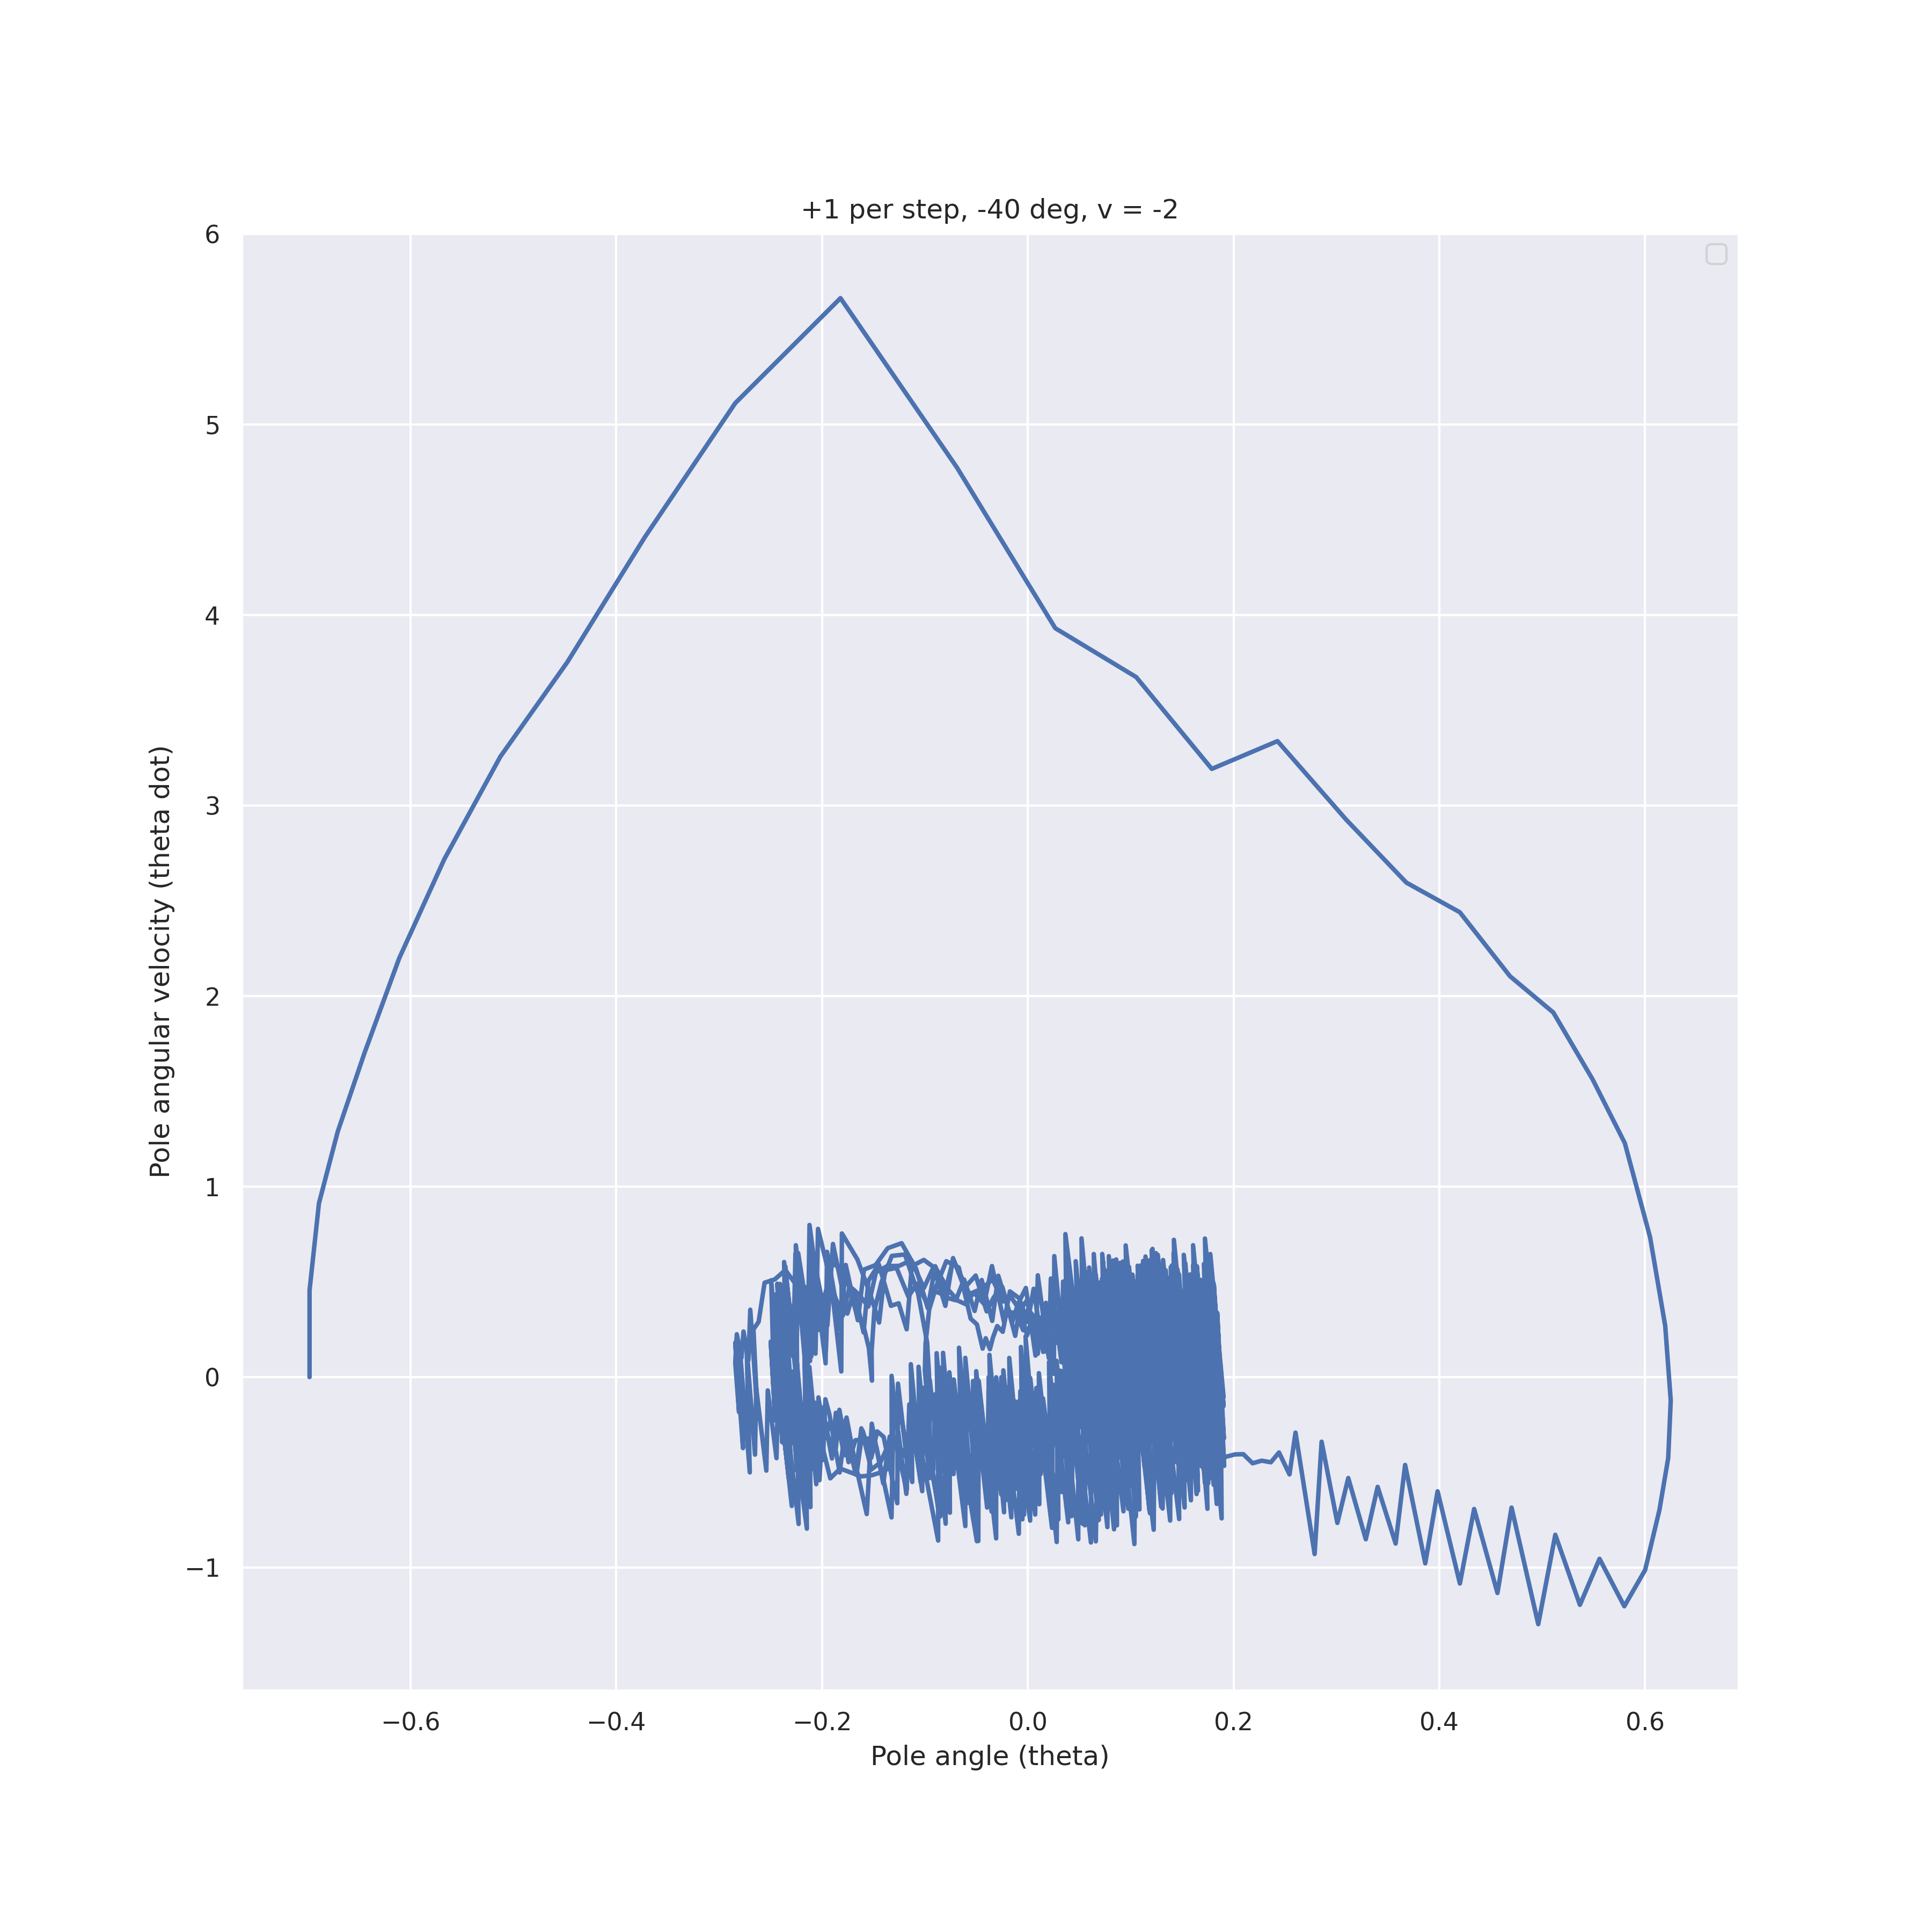 +1 per step, -40 deg, v = -2
6
5
4
3
2
1
0
−1
Pole angular velocity (theta dot)
−0.6 −0.4 −0.2 0.0 0.2 0.4 0.6
Pole angle (theta)